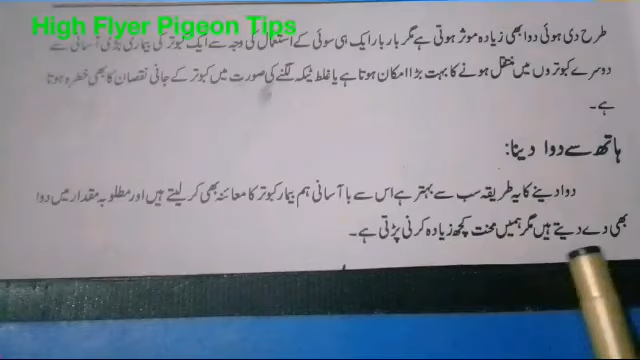 High Flyer Pigeon Tips
طرح دی ہوئی دوا بھی زیادہ موثر ہوتی ہے مگر بار بار ایک ہی سوئی کے استعمال کی وجہ سے ایک کبوتر کی بیماری بڑی آسانی سے
دوسرے کبوتروں میں منتقل ہونے کا بہت بڑا امکان ہوتا ہے یا غلط ٹیکہ لگنے کی صورت میں کبوتر کے جانی نقصان کا بھی خطرہ ہوتا
ہے۔
ہاتھ سے دوا دینا:
دوا دینے کا یہ طریقہ سب سے بہتر ہے اس سے با آسانی ہم بیمار کبوتر کا معائنہ بھی کر لیتے ہیں اور مطلوبہ مقدار میں دوا
بھی دے دیتے ہیں مگر ہمیں محنت کچھ زیادہ کرنی پڑتی ہے۔